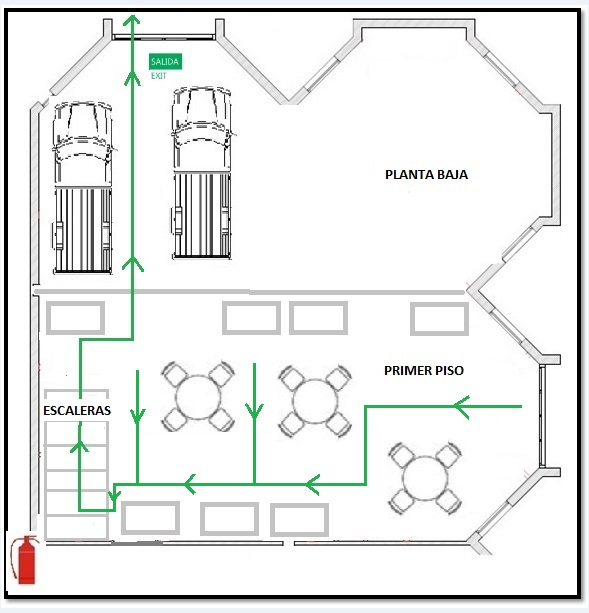 SALIDA
EXIT
PLANTA BAJA
PRIMER PISO
ESCALERAS